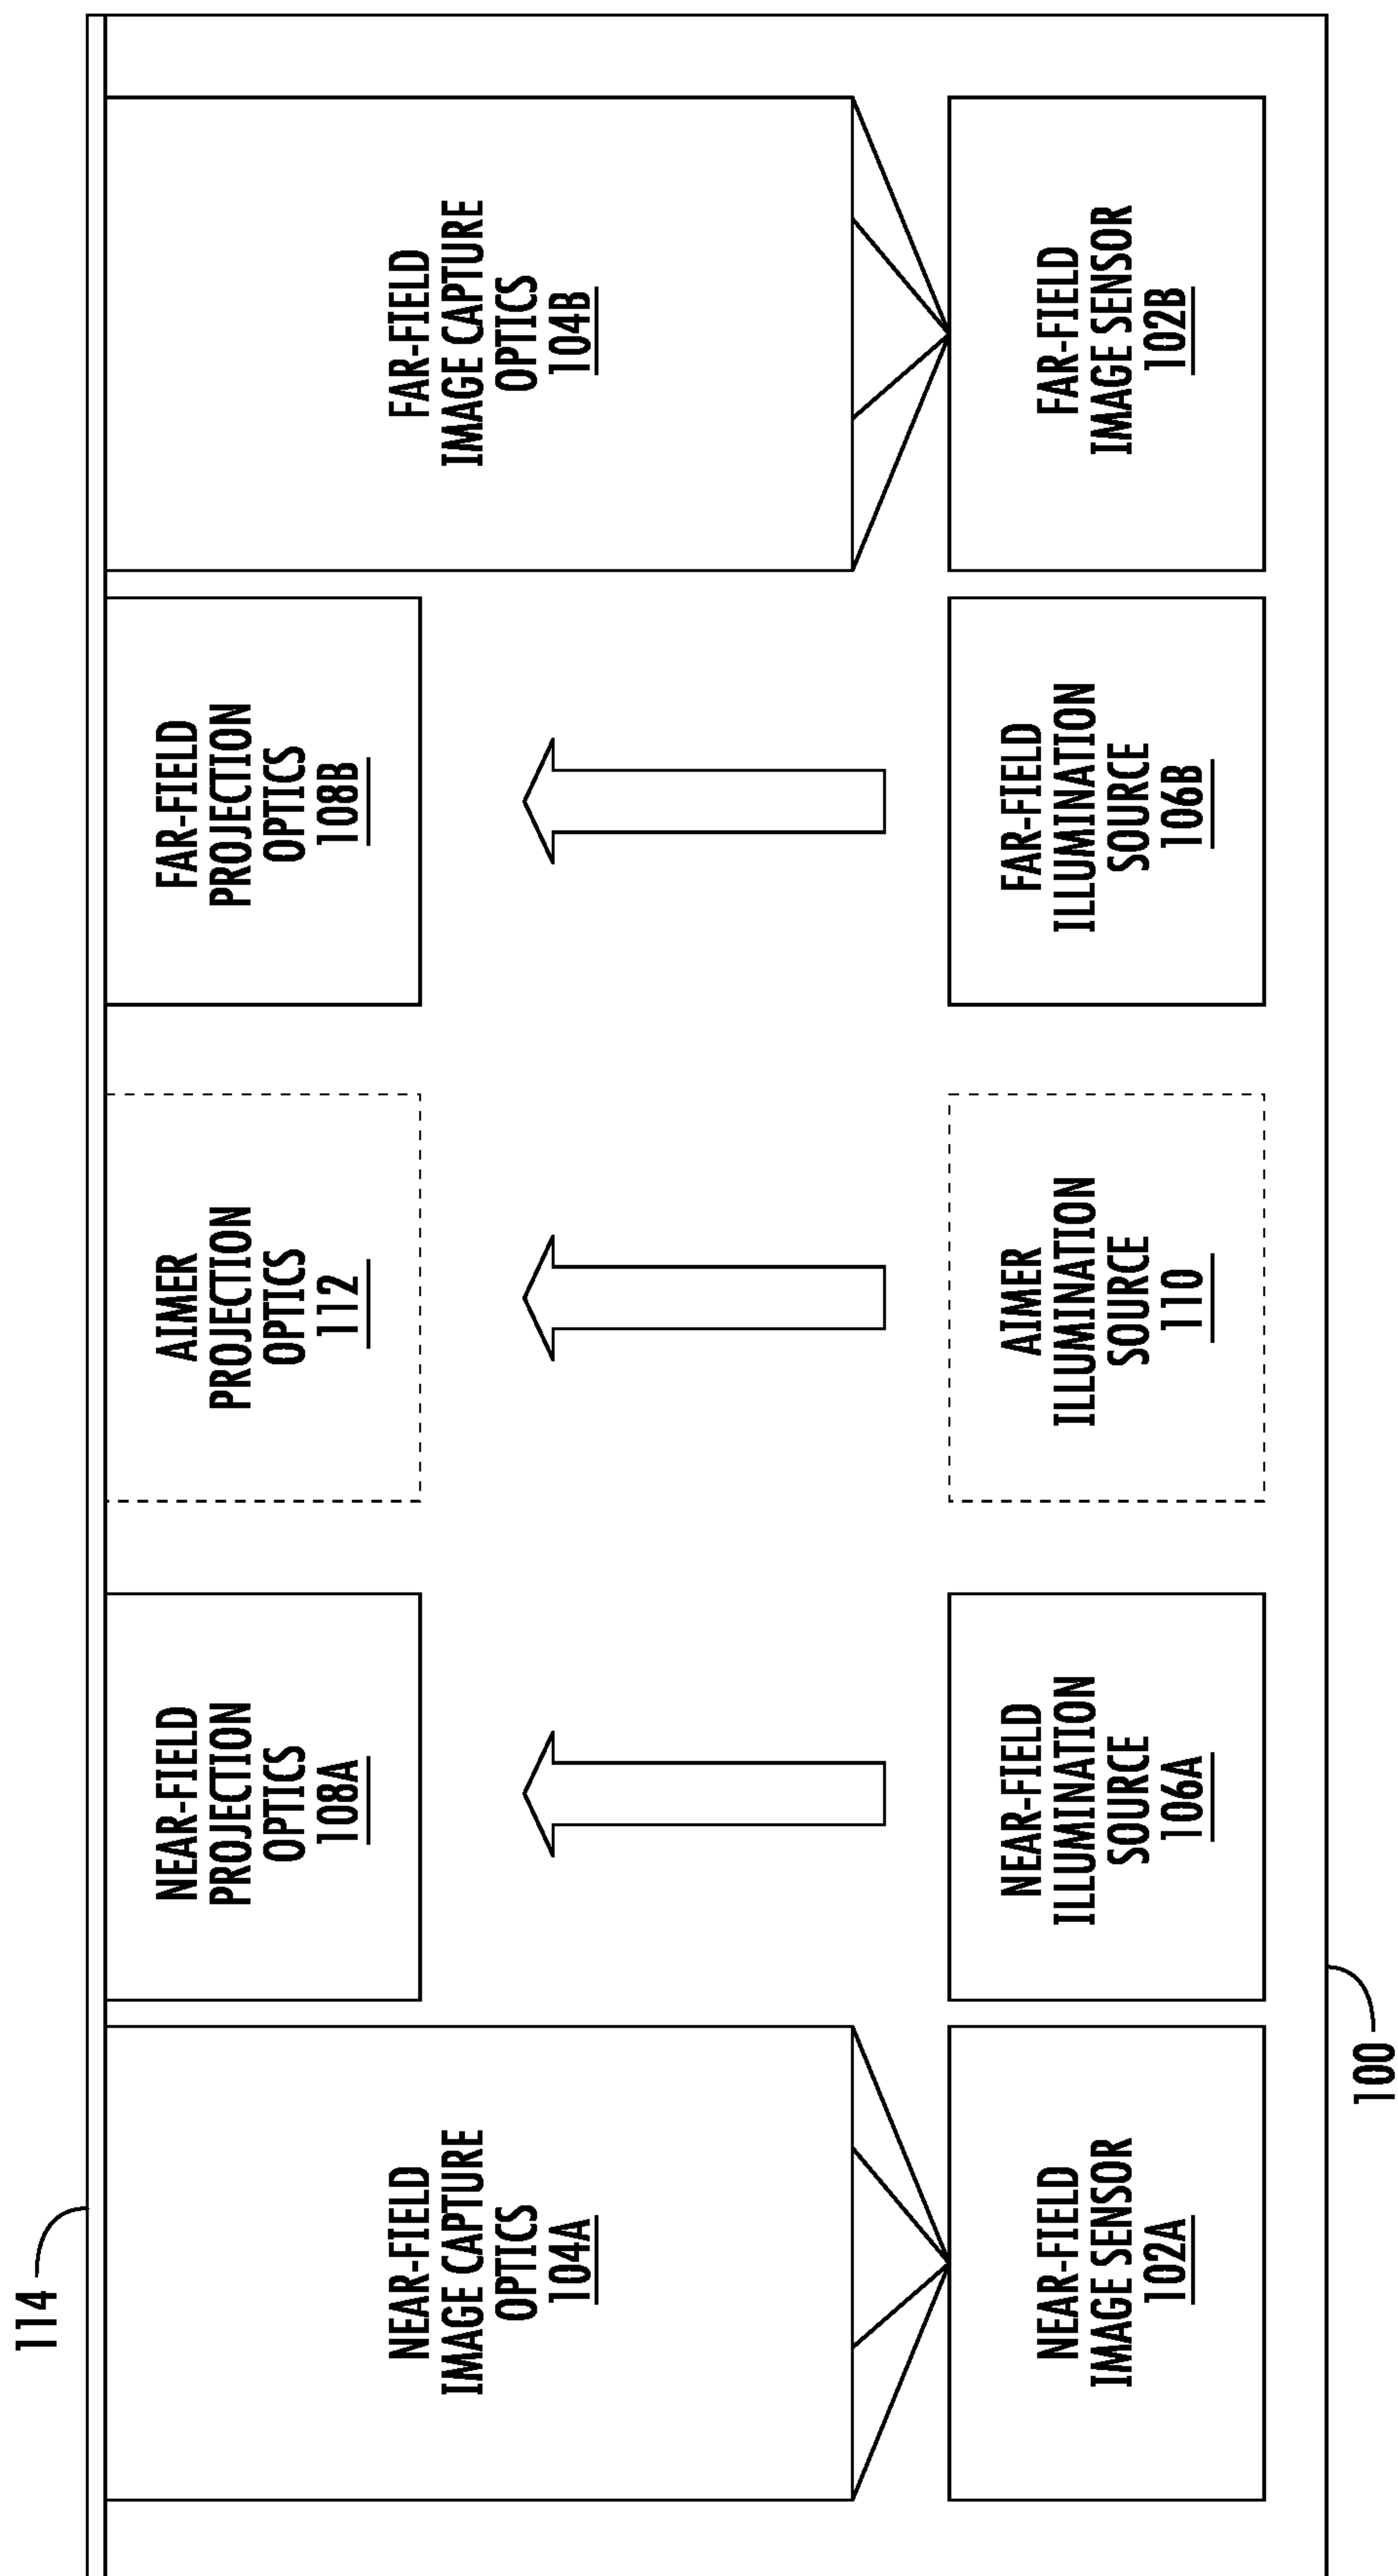 114
NEAR-FIELD
IMAGE CAPTURE
OPTICS
104A
NEAR-FIELD
PROJECTION
OPTICS
108A
AIMER
PROJECTION
OPTICS
112
FAR-FIELD
PROJECTION
OPTICS
108B
FAR-FIELD
IMAGE CAPTURE
OPTICS
104B
NEAR-FIELD
IMAGE SENSOR
102A
NEAR-FIELD
ILLUMINATION
SOURCE
106A
AIMER
ILLUMINATION
SOURCE
110
FAR-FIELD
ILLUMINATION
SOURCE
106B
FAR-FIELD
IMAGE SENSOR
102B
100